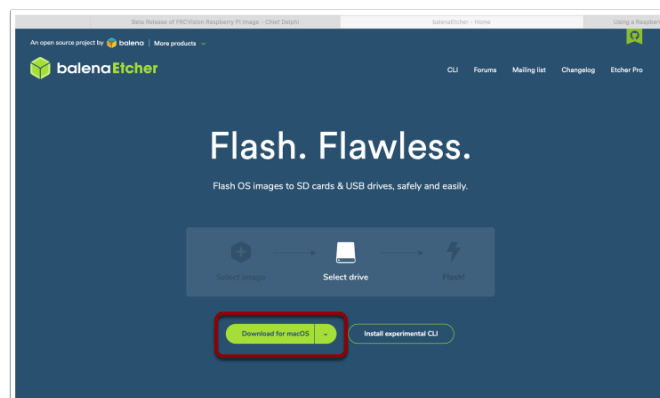 Beta Release of FRCVision Raspberry PI Image - Chief Delphi
balenaEtcher - Home
Using a Raspber
An open source project by balena | More products
balenaEtcher
CLI Forums Mailing list Changelog Etcher Pro
Flash. Flawless.
Flash OS images to SD cards & USB drives, safely and easily.
Select image Select drive Flash!
Download for macOS Install experimental CLI